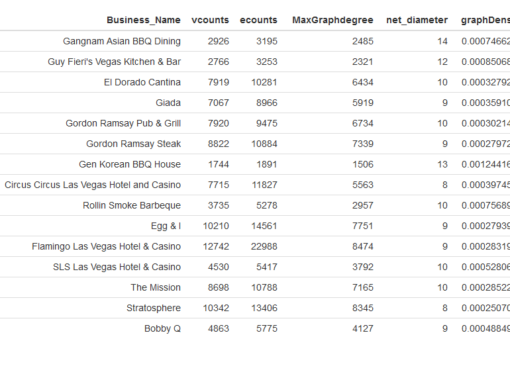 Business_Name vcounts ecounts MaxGraphdegree net_diameter graphDens
Gangnam Asian BBQ Dining 2926 3195 2485 14 0.00074662
Guy Fieri's Vegas Kitchen & Bar 2766 3253 2321 12 0.00085068
El Dorado Cantina 7919 10281 6434 10 0.00032792
Giada 7067 8966 5919 9 0.00035910
Gordon Ramsay Pub & Grill 7920 9475 6734 10 0.00030214
Gordon Ramsay Steak 8822 10884 7339 9 0.00027972
Gen Korean BBQ House 1744 1891 1506 13 0.00124416
Circus Circus Las Vegas Hotel and Casino 7715 11827 5563 8 0.00039745
Rollin Smoke Barbeque 3735 5278 2957 10 0.00075689
Egg & I 10210 14561 7751 9 0.00027939
Flamingo Las Vegas Hotel & Casino 12742 22988 8474 9 0.00028319
SLS Las Vegas Hotel & Casino 4530 5417 3792 10 0.00052806
The Mission 8698 10788 7165 10 0.00028522
Stratosphere 10342 13406 8345 8 0.00025070
Bobby Q 4863 5775 4127 9 0.00048849